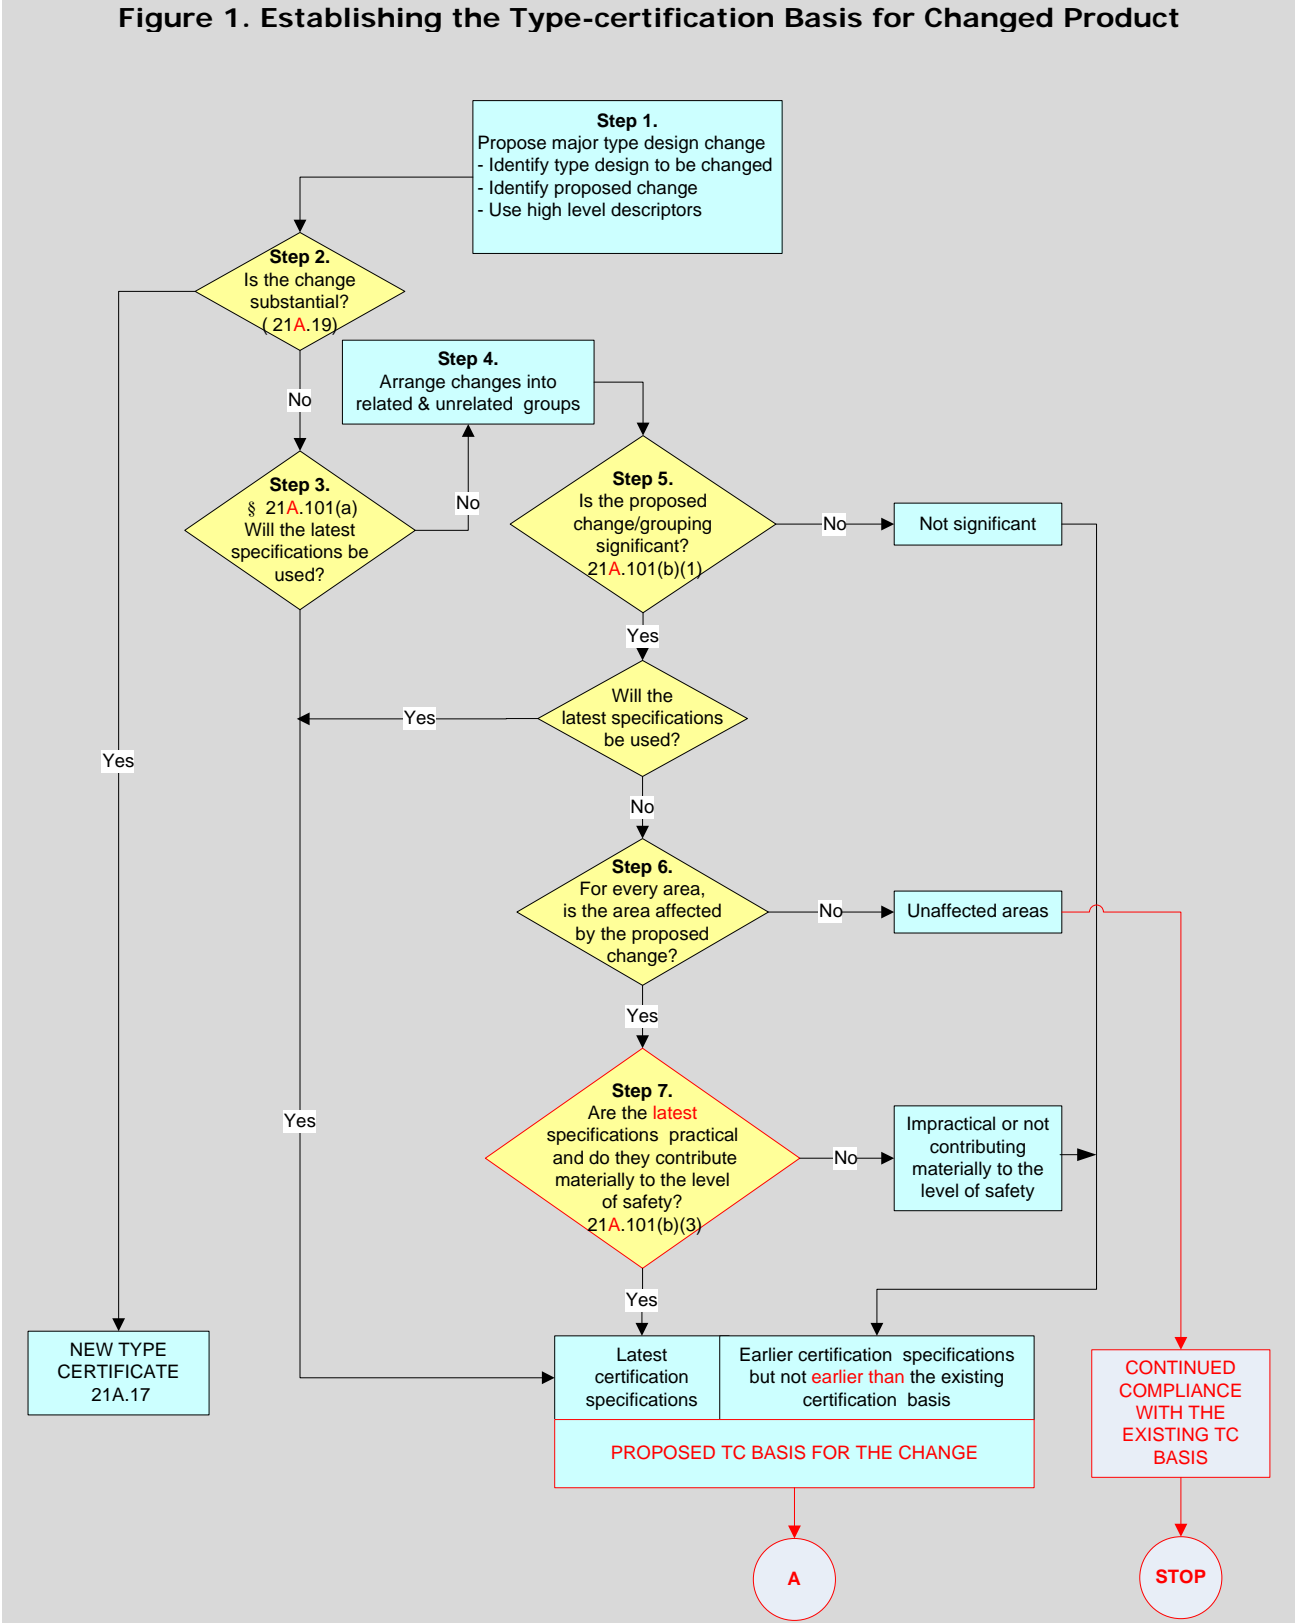 Figure 1. Establishing the Type-certification Basis for Changed Product
Step 1.
Propose major type design change
- Identify type design to be changed
- Identify proposed change
- Use high level descriptors
Step 2.
Is the change
substantial?
( 21A.19)
Yes
No
Step 3.
§ 21A.101(a)
Will the latest
specifications be
used?
No
Yes
Step 4.
Arrange changes into
related & unrelated groups
Step 5.
Is the proposed
change/grouping
significant?
21A.101(b)(1)
No
Not significant
Yes
Will the
latest specifications
be used?
Yes
No
Step 6.
For every area,
is the area affected
by the proposed
change?
No
Unaffected areas
Yes
Step 7.
Are the latest
specifications practical
and do they contribute
materially to the level
of safety?
21A.101(b)(3)
No
Impractical or not
contributing
materially to the
level of safety
Yes
NEW TYPE
CERTIFICATE
21A.17
Latest
certification
specifications
Earlier certification specifications
but not earlier than the existing
certification basis
PROPOSED TC BASIS FOR THE CHANGE
CONTINUED
COMPLIANCE
WITH THE
EXISTING TC
BASIS
A
STOP